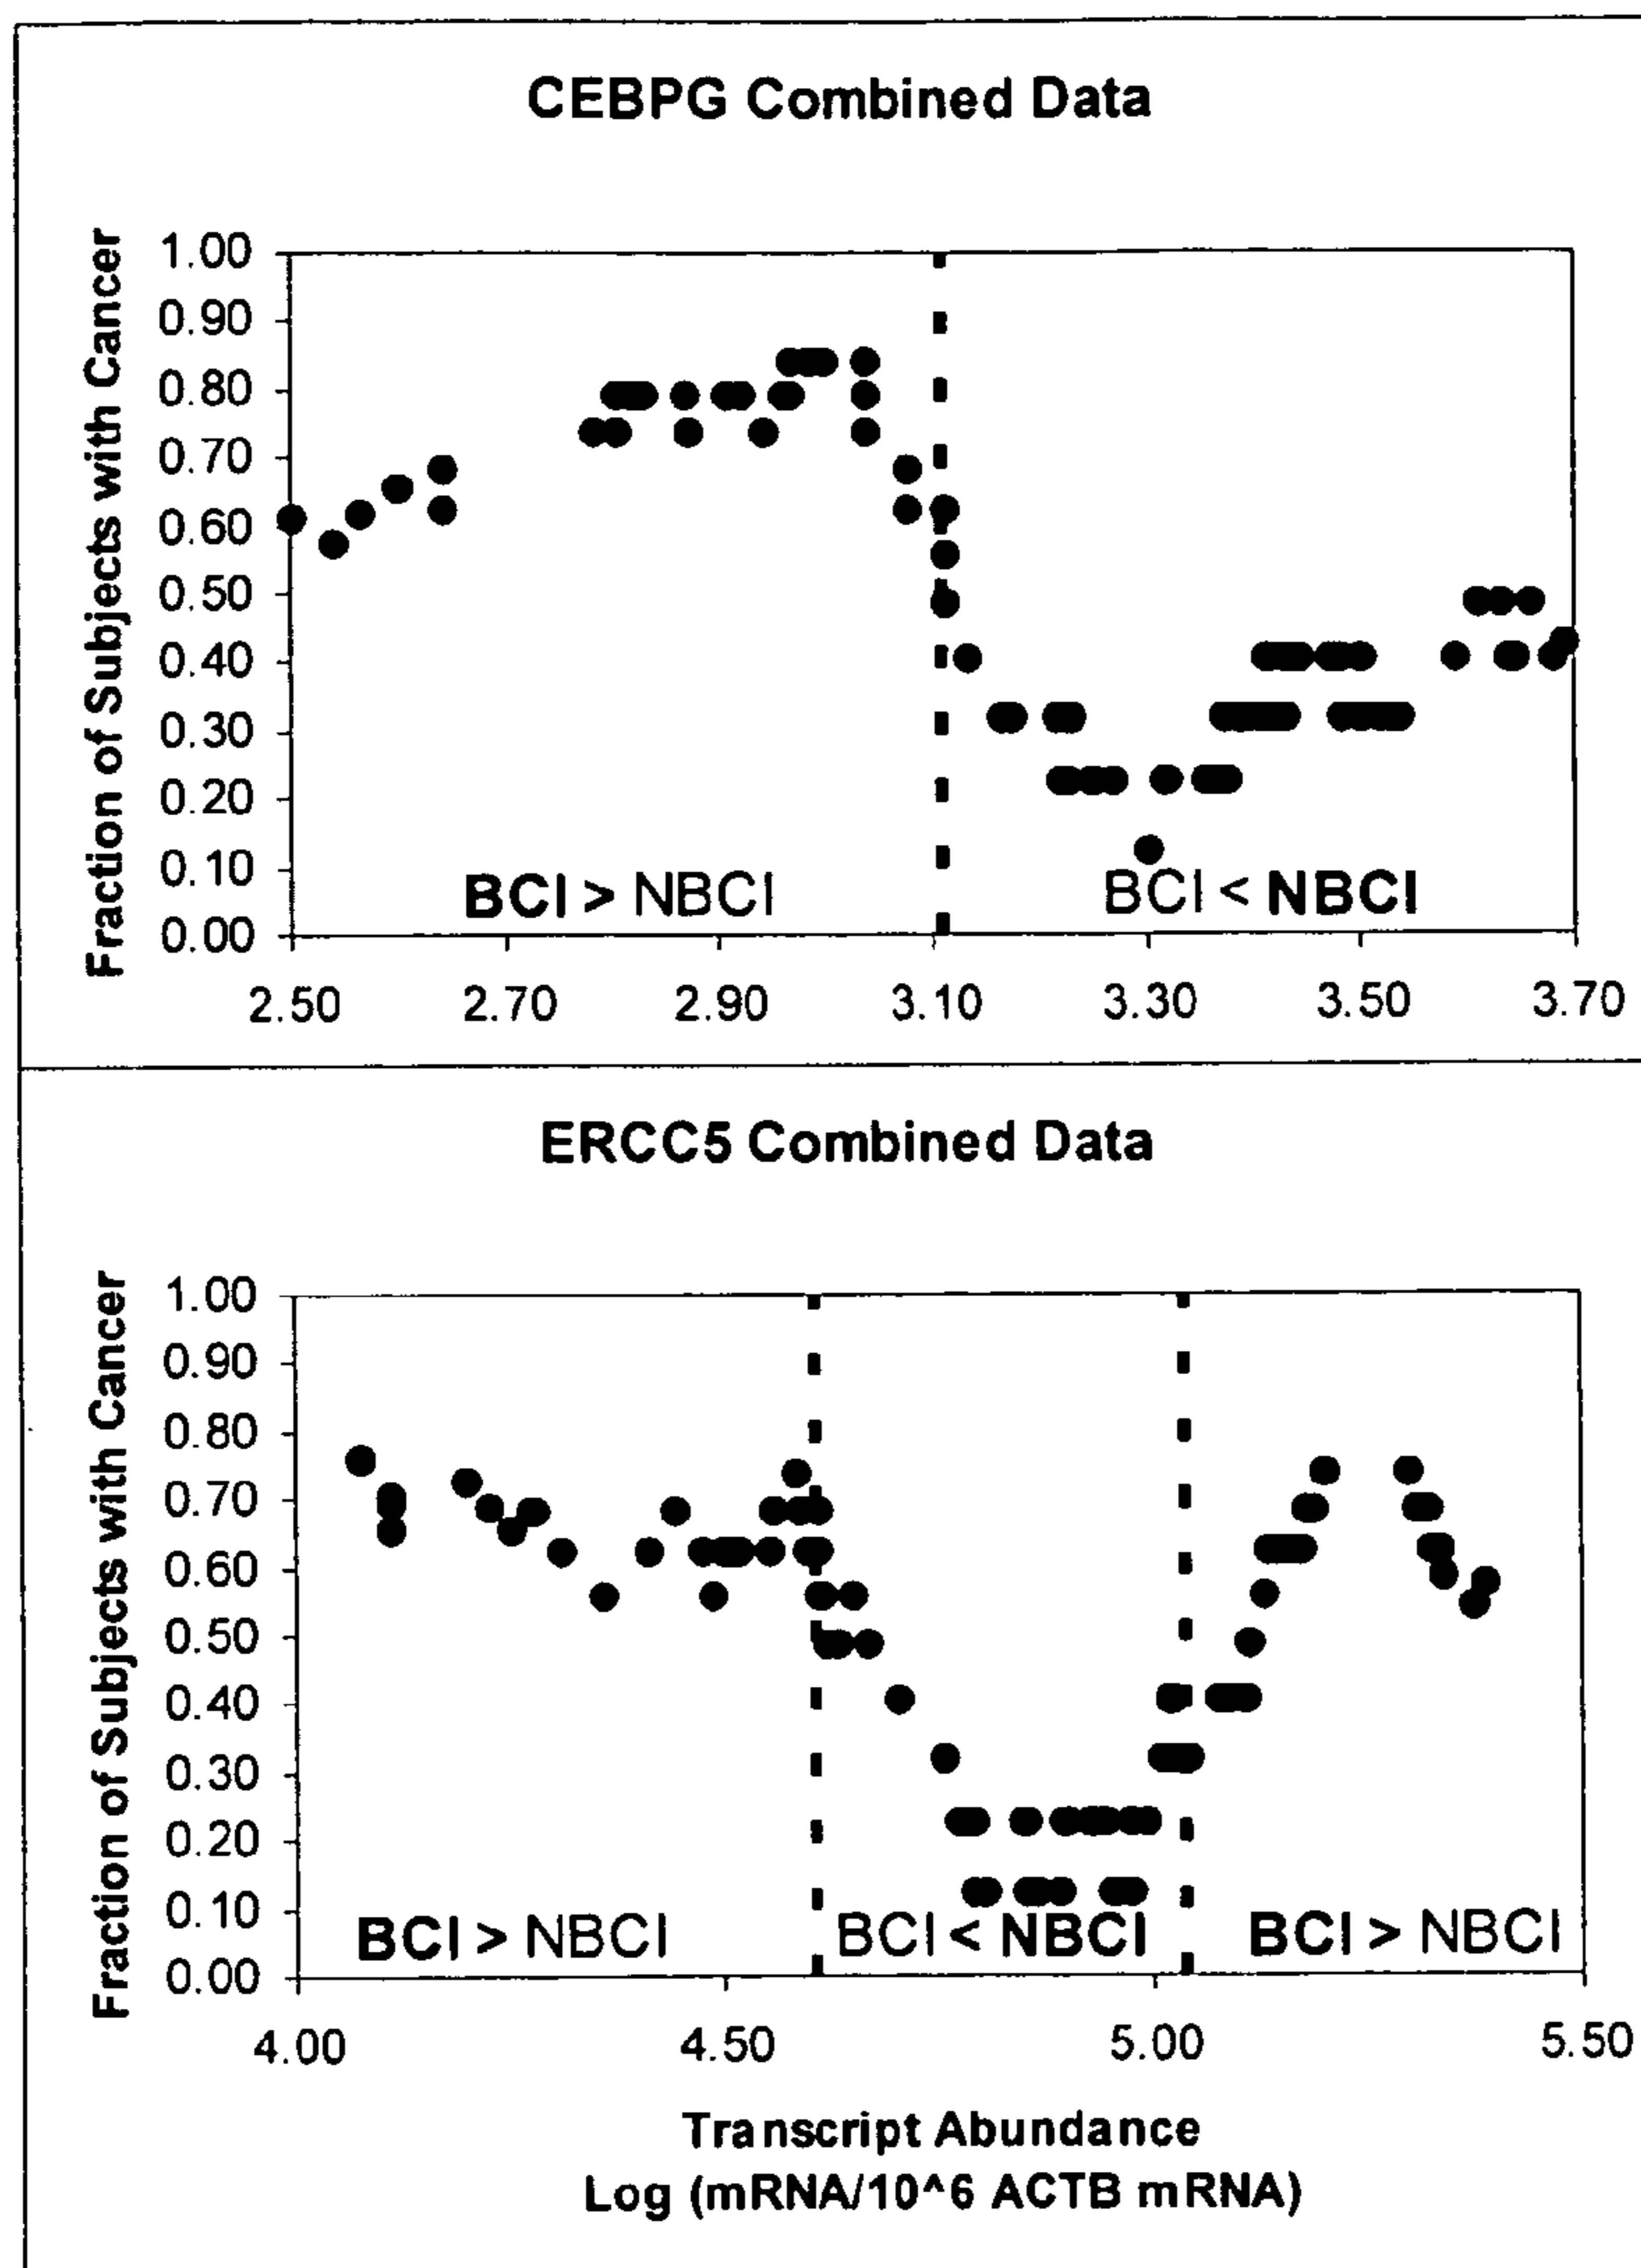 CEBPG Combined Data
Fraction of Subjects with Cancer
1.00
0.90
0.80
0.70
0.60
0.50
0.40
0.30
0.20
0.10
0.00
BCI > NBCI
BCI < NBCI
2.50 2.70 2.90 3.10 3.30 3.50 3.70
ERCC5 Combined Data
Fraction of Subjects with Cancer
1.00
0.90
0.80
0.70
0.60
0.50
0.40
0.30
0.20
0.10
0.00
BCI > NBCI
BCI < NBCI
BCI > NBCI
4.00 4.50 5.00 5.50
Transcript Abundance
Log (mRNA/10^6 ACTB mRNA)